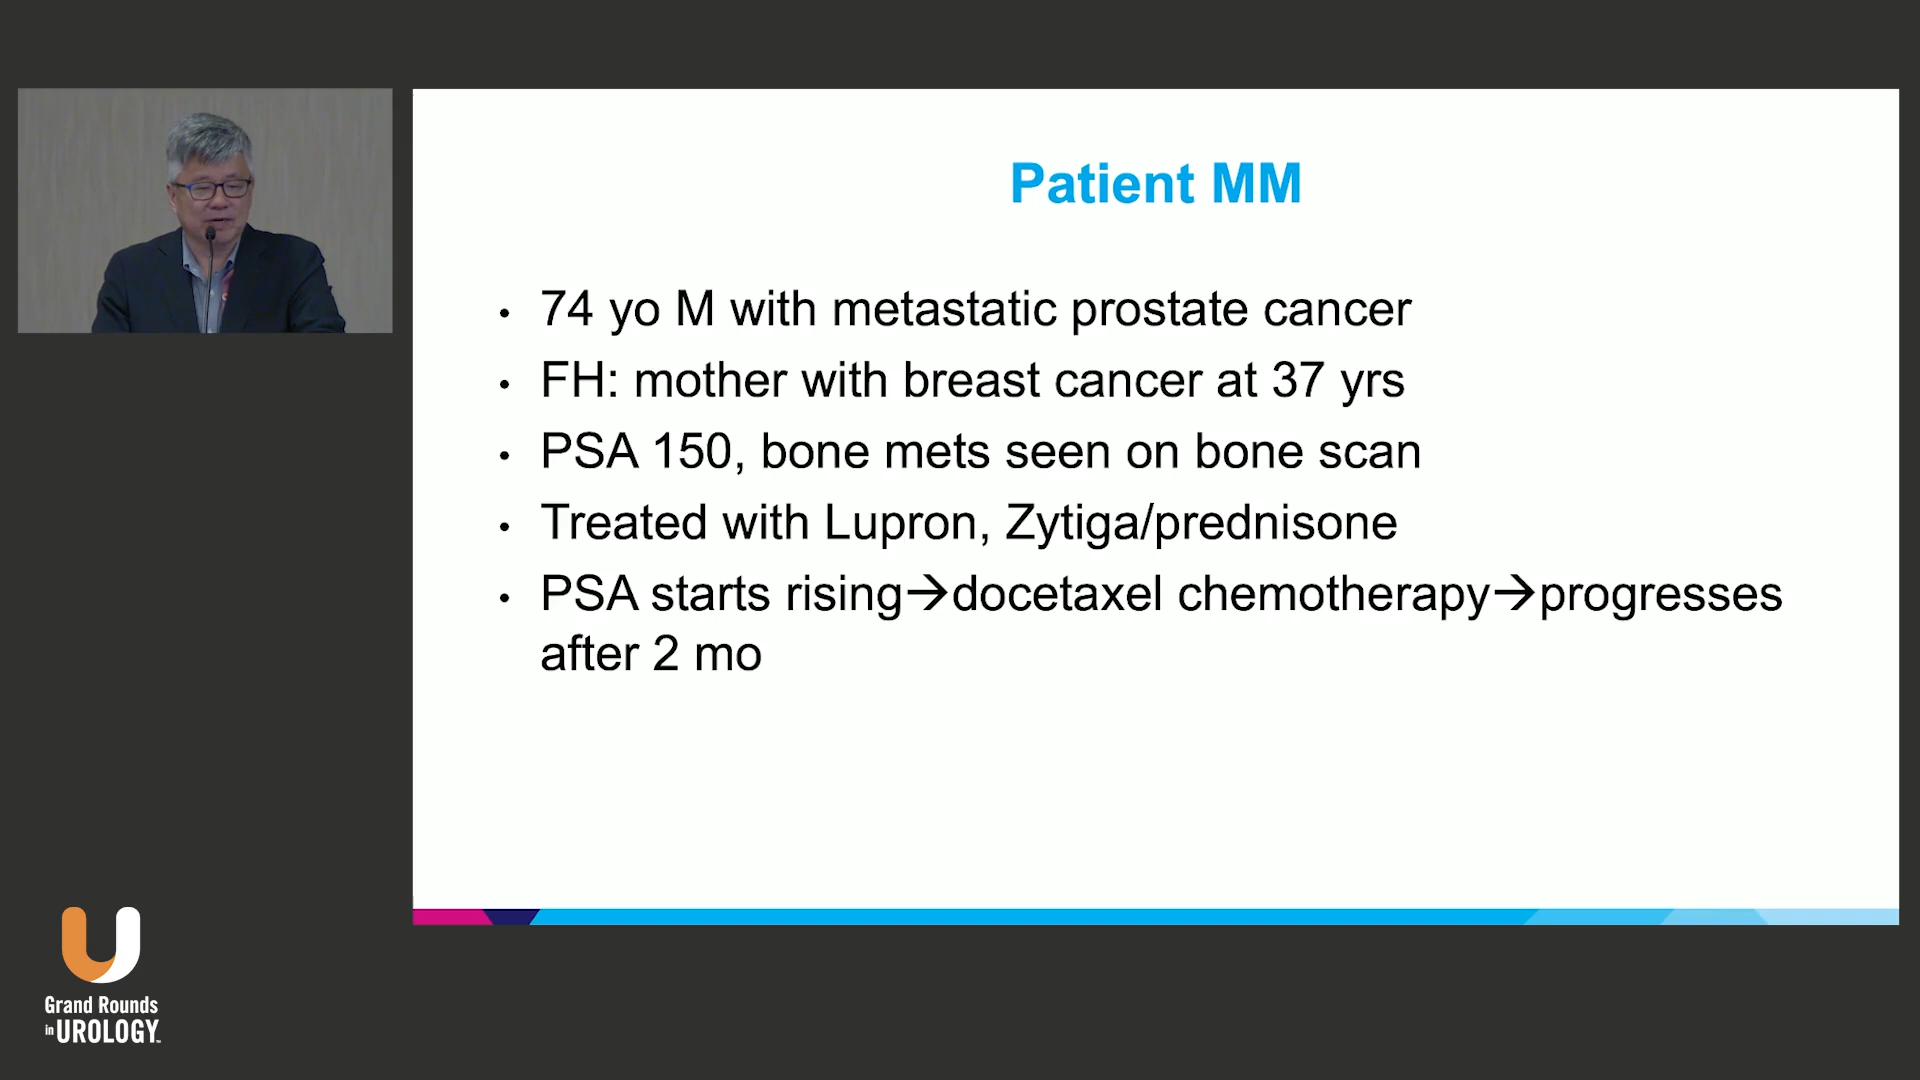 Patient MM
• 74 yo M with metastatic prostate cancer
• FH: mother with breast cancer at 37 yrs
• PSA 150, bone mets seen on bone scan
• Treated with Lupron, Zytiga/prednisone
• PSA starts rising→docetaxel chemotherapy→progresses
after 2 mo
Grand Rounds
in UROLOGY™